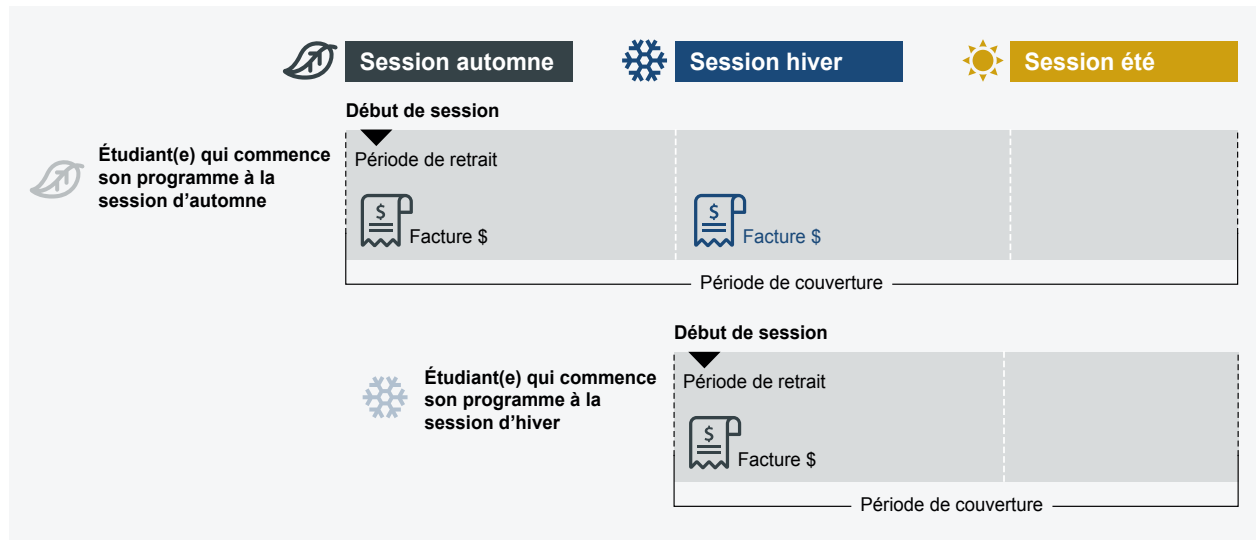 Session automne
Session hiver
Session été
Début de session
Étudiant(e) qui commence
son programme à la
session d’automne
Période de retrait
$
Facture $
$
Facture $
Période de couverture
Début de session
Étudiant(e) qui commence
son programme à la
session d’hiver
Période de retrait
$
Facture $
Période de couverture